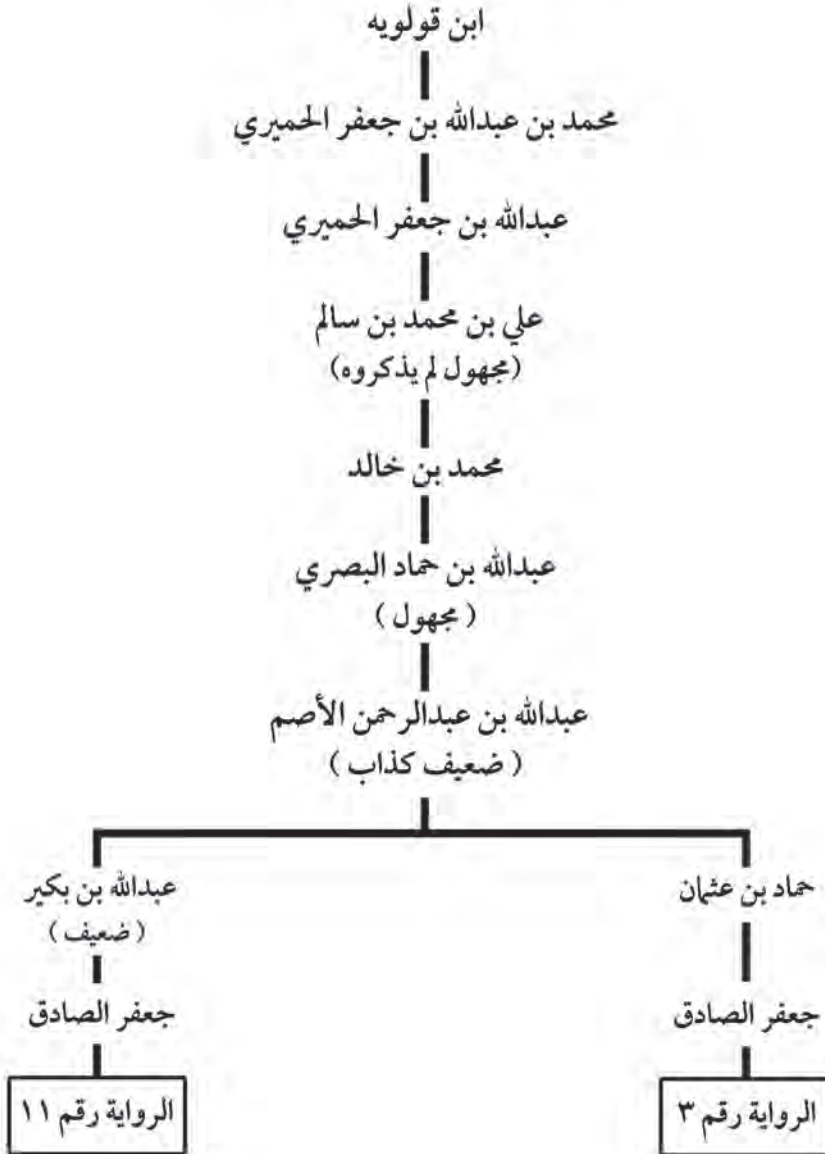 ابن قولويه
محمد بن عبدالله بن جعفر الحميري
عبدالله بن جعفر الحميري
علي بن محمد بن سالم
(مجهول لم يذكروه)
محمد بن خالد
عبدالله بن حماد البصري
( مجهول )
عبدالله بن عبدالرحمن الأصم
( ضعيف كذاب )
حماد بن عثمان
جعفر الصادق
الرواية رقم ٣
عبدالله بن بكير
( ضعيف )
جعفر الصادق
الرواية رقم ١١